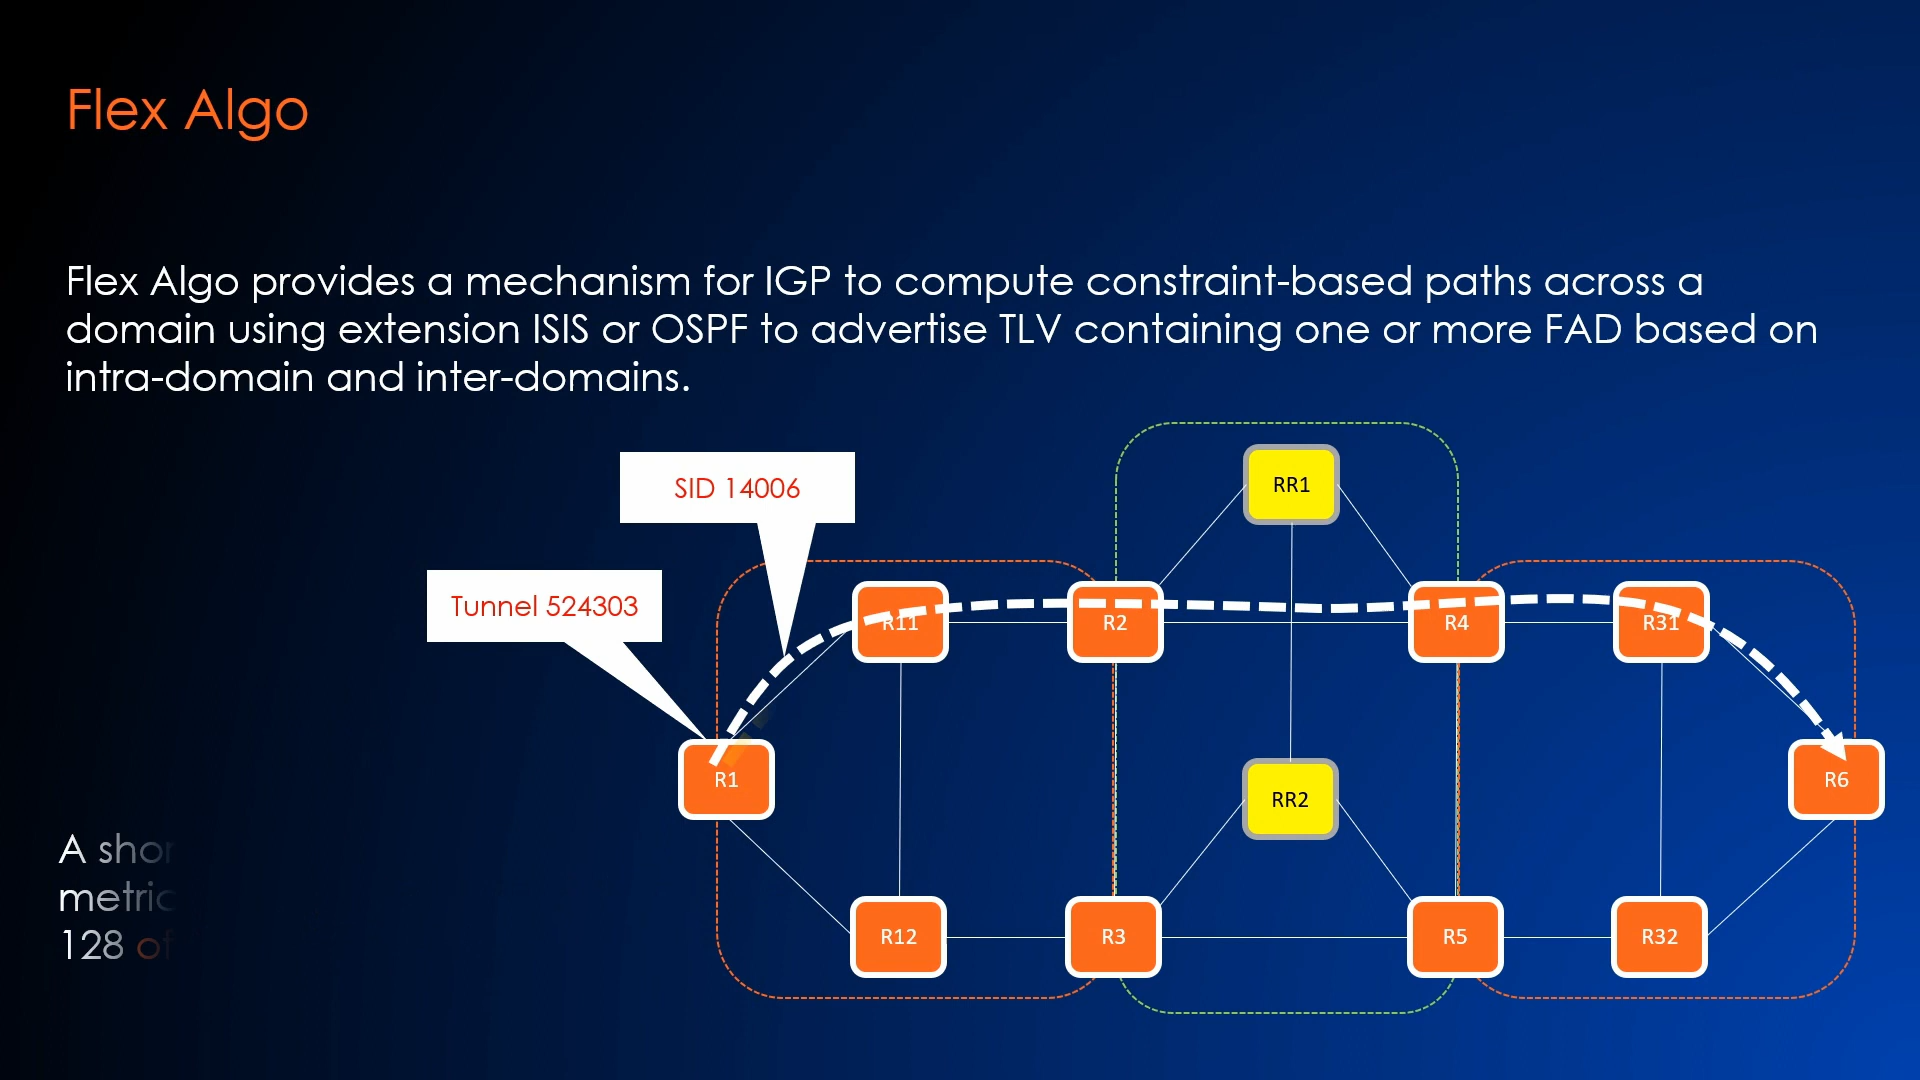 Flex Algo
Flex Algo provides a mechanism for IGP to compute constraint-based paths across a
domain using extension ISIS or OSPF to advertise TLV containing one or more FAD based on
intra-domain and inter-domains.
SID 14006
RR1
Tunnel 524303
R11
R2
R4
R31
R1
RR2
R6
A
128 of
R12
R3
R5
R32